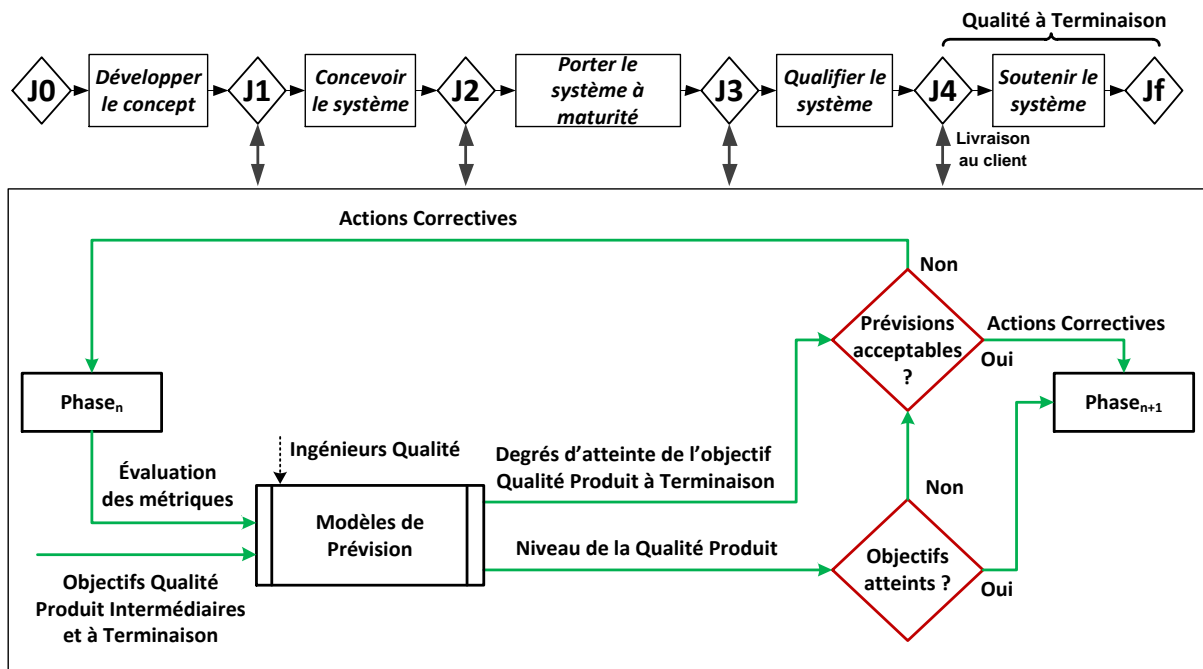 Qualité à Terminaison
J0
Développer
le concept
J1
Concevoir
le système
J2
Porter le
système à
maturité
J3
Qualifier le
système
J4
Soutenir le
système
Jf
Livraison
au client
Actions Correctives
Non
Prévisions
acceptables
?
Actions Correctives
Oui
Phasen
Phasen+1
Ingénieurs Qualité
Degrés d’atteinte de l’objectif
Qualité Produit à Terminaison
Évaluation
des métriques
Non
Modèles de
Prévision
Niveau de la Qualité Produit
Objectifs
atteints ?
Oui
Objectifs Qualité
Produit Intermédiaires
et à Terminaison